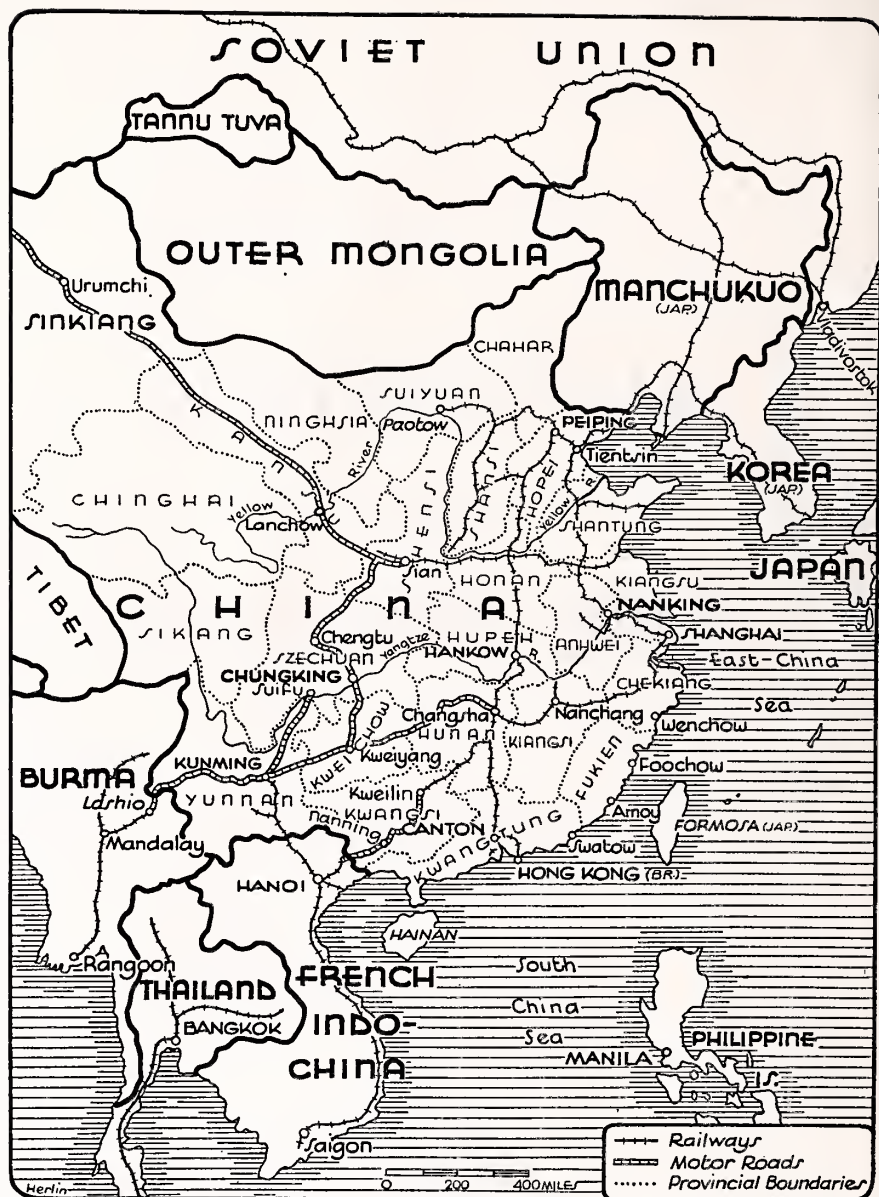 SOVIET UNION
TANNU TUVA
OUTER MONGOLIA
MANCHUKUO
(JAP.)
Urumchi
SINKIANG
Vladivostok
CHAHAR
SUIYUAN
NINGHSIA
Paotow
PEIPING
Tientsin
KOREA
(JAP.)
KANSU
River
SHENSI
SHANSI
HOPEI
Yellow R.
SHANTUNG
CHINGHAI
Yellow
Lanchow
Sian
HONAN
KIANGSU
JAPAN
TIBET
CHINA
NANKING
SIKANG
Chengtu
SHANGHAI
SZECHUAN
Yangtze
HUPEH
R.
ANHWEI
HANKOW
East-China
Sea
CHUNGKING
Suifu
CHEKIANG
Changsha
Nanchang
Wenchow
HUNAN
KIANGSI
KWEICHOW
Kweiyang
FUKIEN
Foochow
KUNMING
BURMA
Lashio
YUNNAN
Kweilin
KWANGSI
Nanning
CANTON
Amoy
FORMOSA (JAP.)
Mandalay
KWANGTUNG
Swatow
HANOI
HONG KONG (BR.)
HAINAN
Rangoon
THAILAND
FRENCH
INDO-
CHINA
South
China
Sea
BANGKOK
MANILA
PHILIPPINE
IS.
Saigon
Railways
Motor Roads
Provincial Boundaries
0 200 400 MILES
Herlin